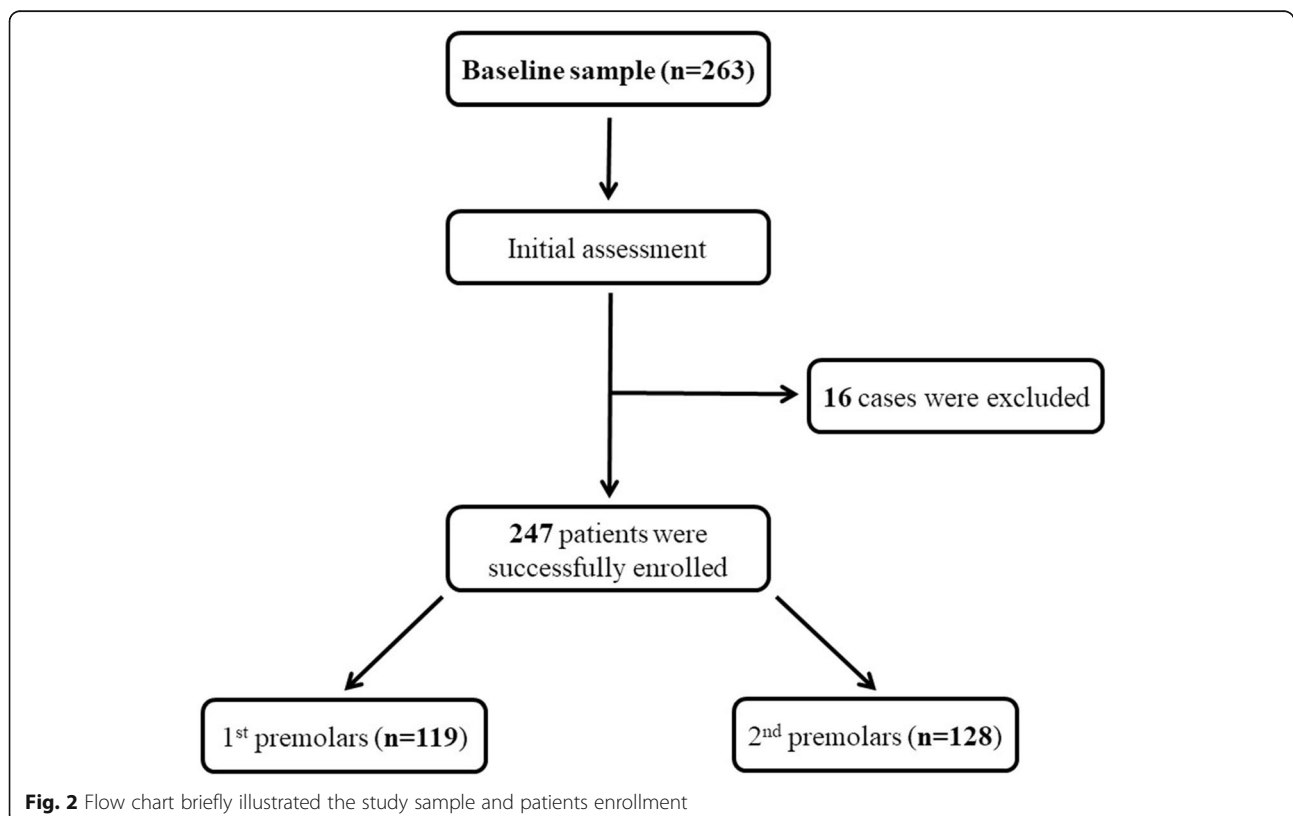 Baseline sample (n=263)
Initial assessment
16 cases were excluded
247 patients were
successfully enrolled
1st premolars (n=119)
2nd premolars (n=128)
Fig. 2 Flow chart briefly illustrated the study sample and patients enrollment